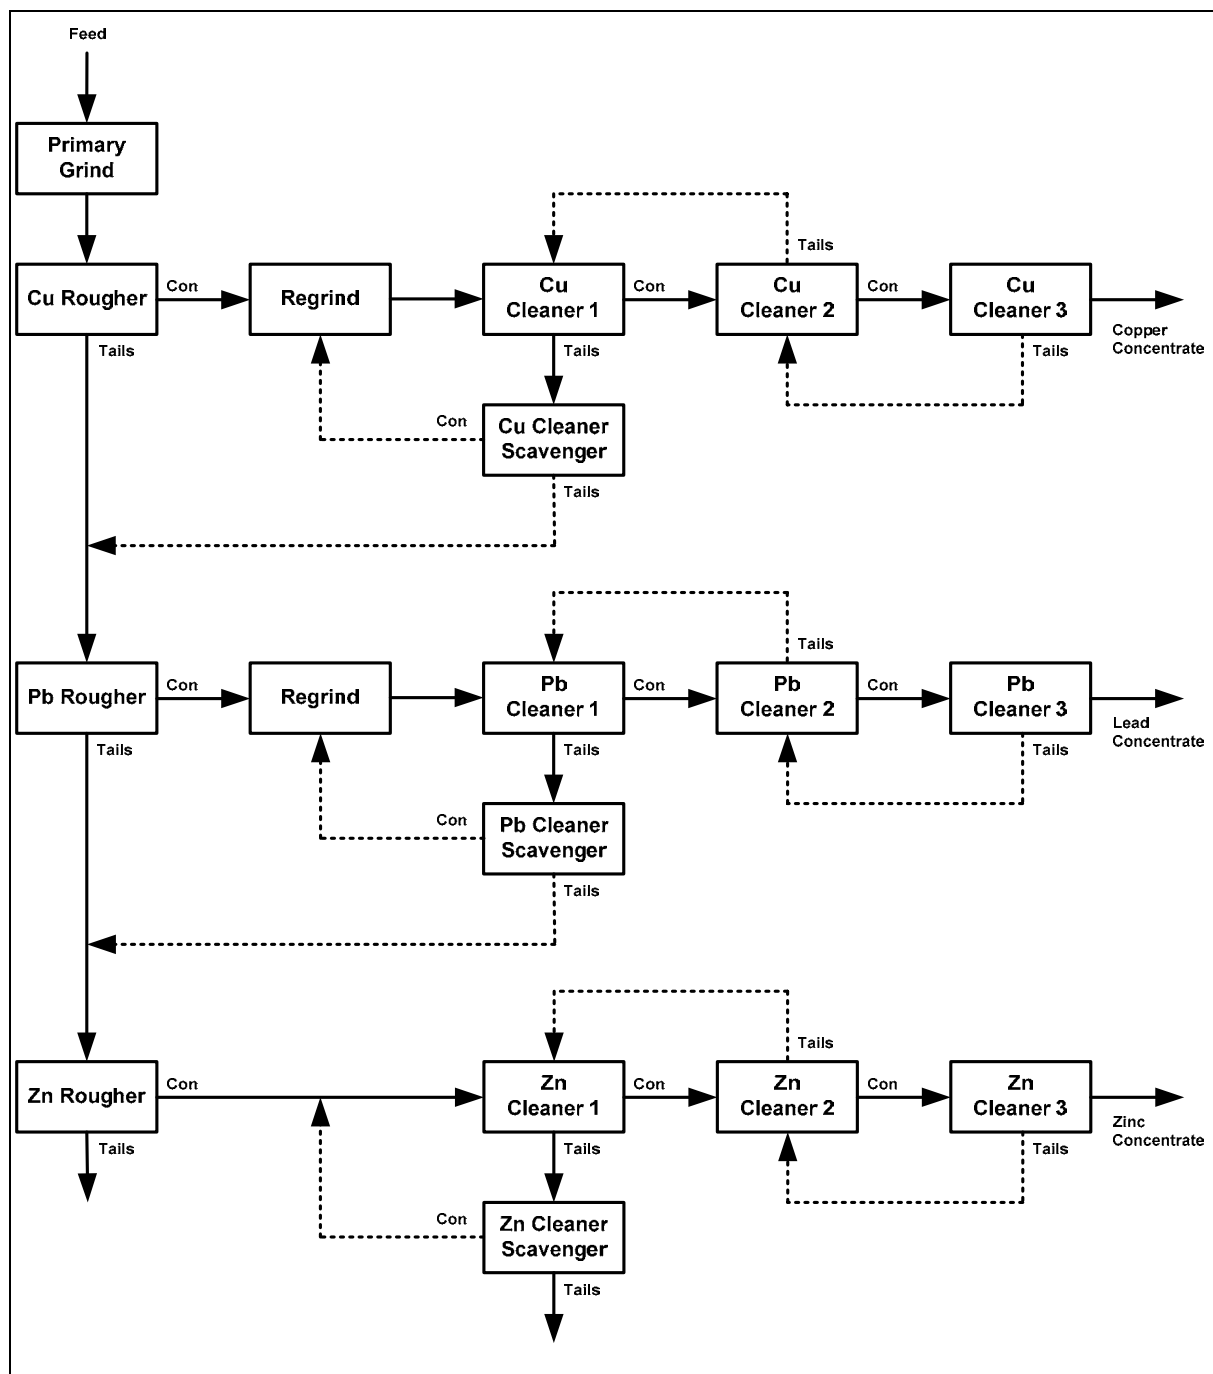 Feed
Primary
Grind
Tails
Cu Rougher
Con
Regrind
Cu
Cleaner 1
Con
Cu
Cleaner 2
Con
Cu
Cleaner 3
Copper
Concentrate
Tails
Tails
Tails
Con
Cu Cleaner
Scavenger
Tails
Tails
Pb Rougher
Con
Regrind
Pb
Cleaner 1
Con
Pb
Cleaner 2
Con
Pb
Cleaner 3
Lead
Concentrate
Tails
Tails
Tails
Con
Pb Cleaner
Scavenger
Tails
Tails
Zn Rougher
Con
Zn
Cleaner 1
Con
Zn
Cleaner 2
Con
Zn
Cleaner 3
Zinc
Concentrate
Tails
Tails
Tails
Con
Zn Cleaner
Scavenger
Tails